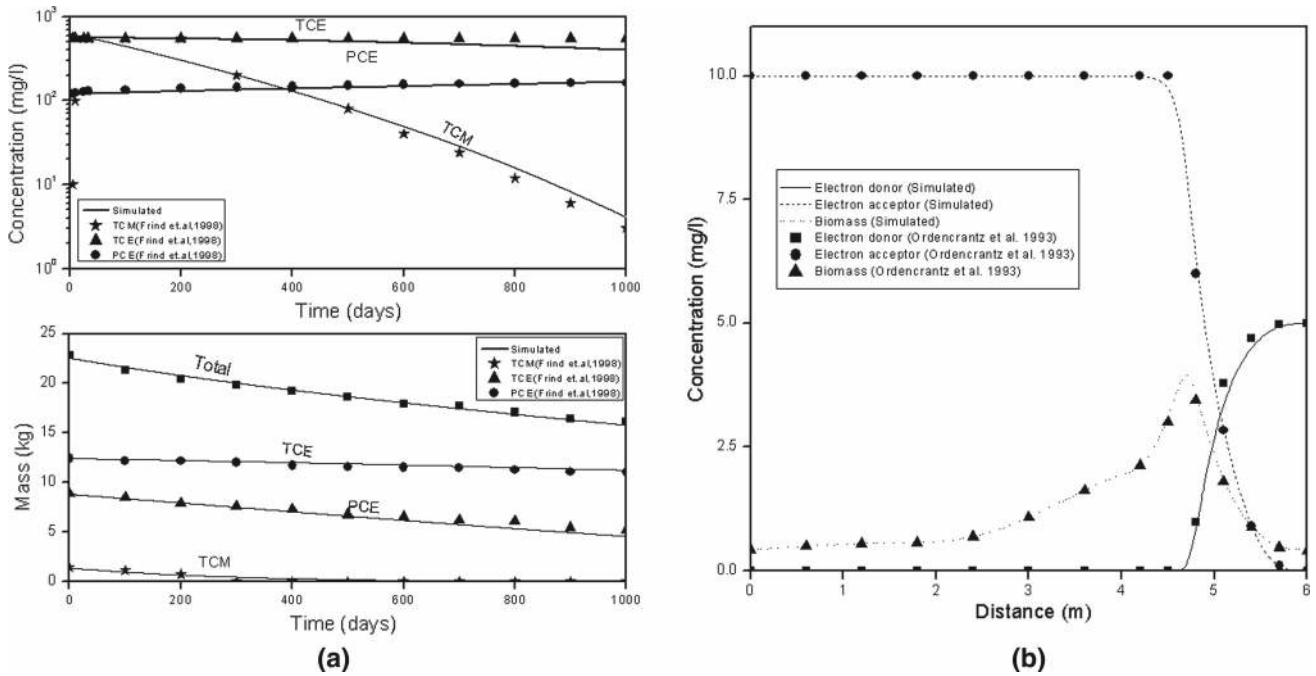 10³
10²
10¹
10⁰
Concentration (mg/l)
TCE
PCE
TCM
Simulated
TCM(Frind et.al,1998)
TCE(Frind et.al,1998)
PCE(Frind et.al,1998)
0 200 400 600 800 1000
Time (days)
25
20
15
10
5
0
Mass (kg)
Total
TCE
PCE
TCM
Simulated
TCM(Frind et.al,1998)
TCE(Frind et.al,1998)
PCE(Frind et.al,1998)
0 200 400 600 800 1000
Time (days)
(a)
10.0
7.5
5.0
2.5
0.0
Concentration (mg/l)
Electron donor (Simulated)
Electron acceptor (Simulated)
Biomass (Simulated)
Electron donor (Ordencrantz et al. 1993)
Electron acceptor (Ordencrantz et al. 1993)
Biomass (Ordencrantz et al. 1993)
0 1 2 3 4 5 6
Distance (m)
(b)